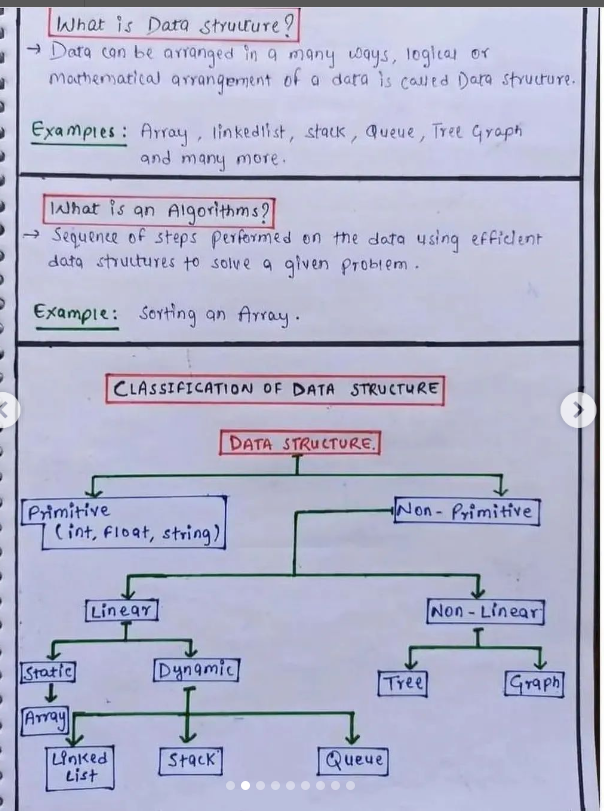 What is Data structure?
→ Data can be arranged in a many ways, logical or
mathematical arrangement of a data is called Data structure.
Examples: Array, linkedlist, stack, Queue, Tree Graph
and many more.
What is an Algorithms?
→ Sequence of steps performed on the data using efficient
data structures to solve a given problem.
Example: Sorting an Array.
CLASSIFICATION OF DATA STRUCTURE
DATA STRUCTURE.
Primitive
(int, float, string)
Non-Primitive
Linear
Non-Linear
Static
Dynamic
Tree
Graph
Array
Linked
List
Stack
Queue